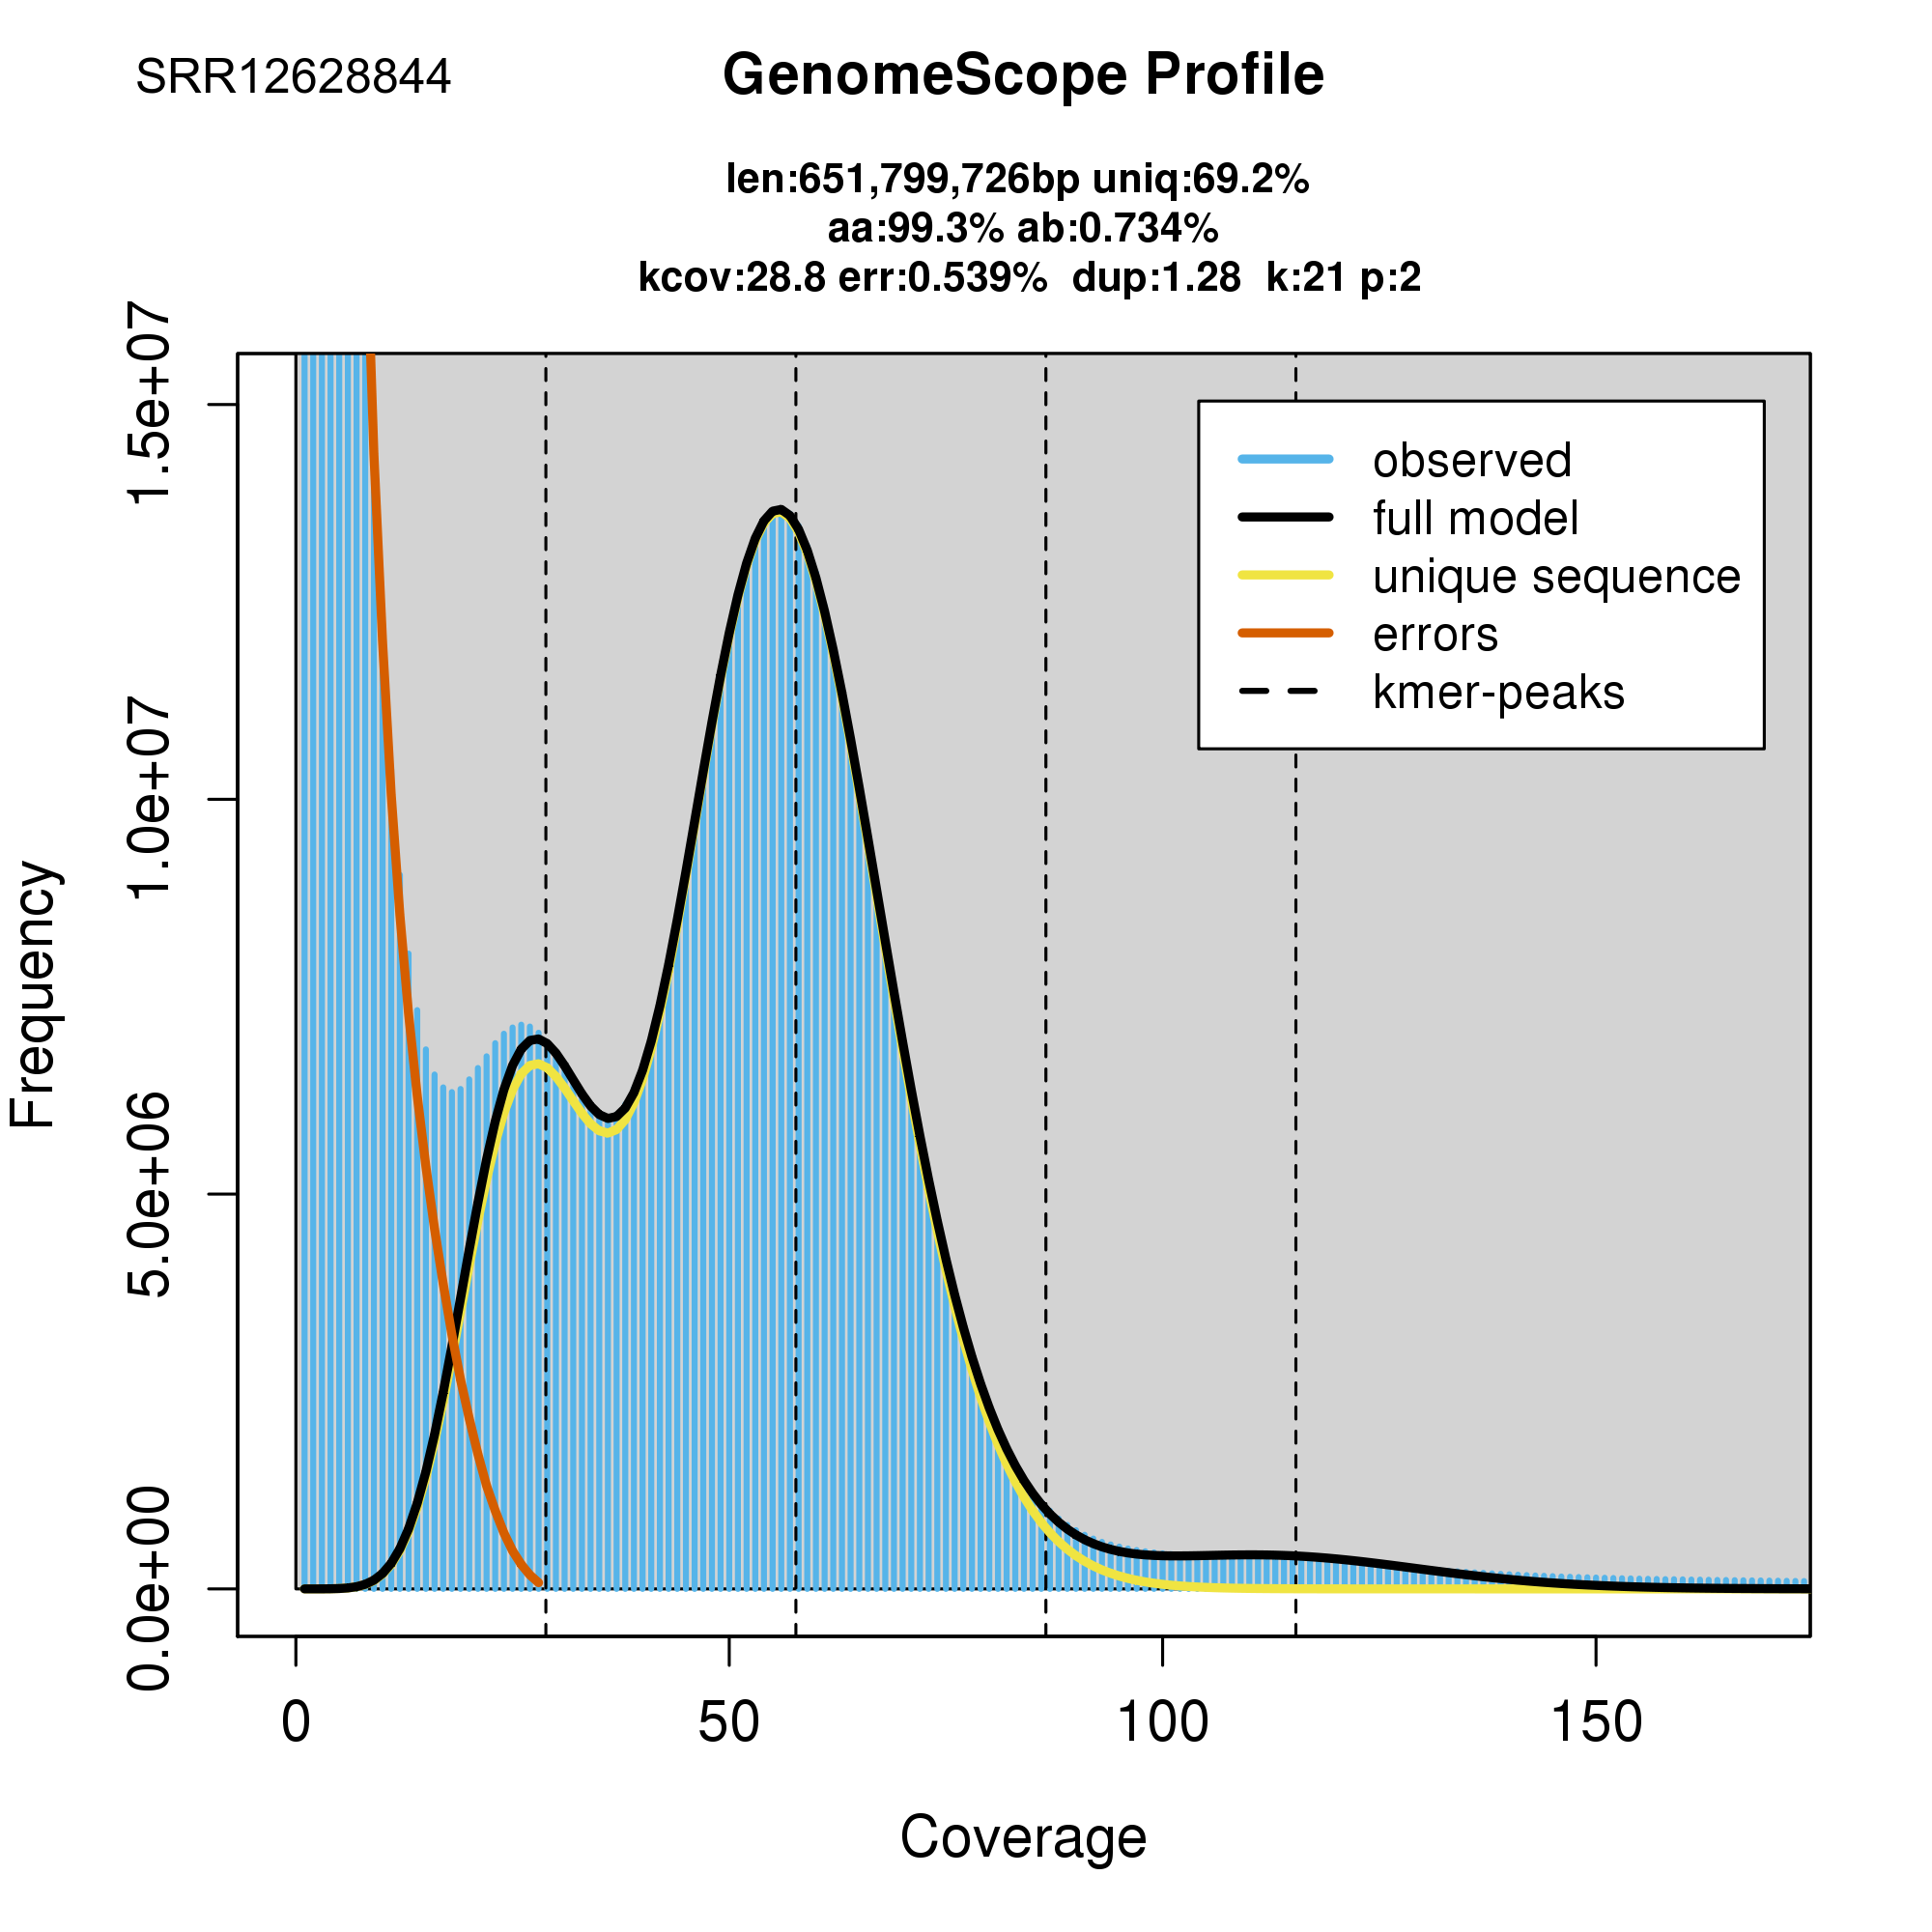 SRR12628844
GenomeScope Profile
len:651,799,726bp uniq:69.2%
aa:99.3% ab:0.734%
kcov:28.8 err:0.539% dup:1.28 k:21 p:2
observed
full model
unique sequence
errors
kmer-peaks
Frequency
1.5e+07
1.0e+07
5.0e+06
0.0e+00
0 50 100 150
Coverage